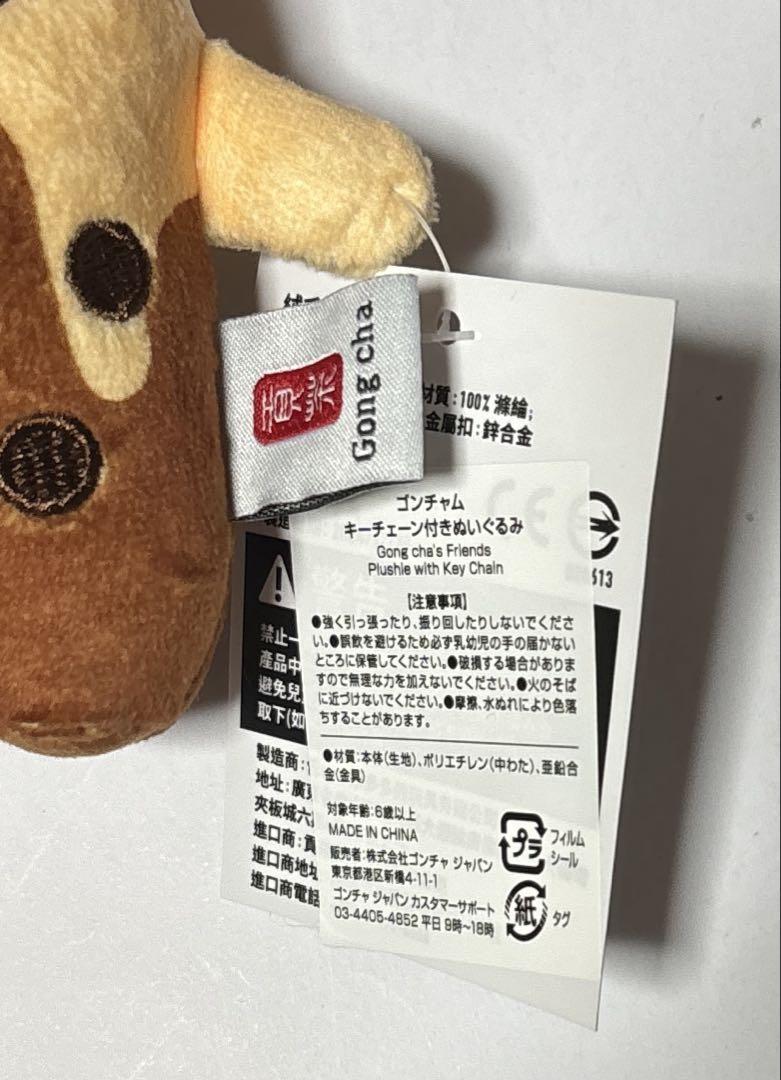 貢茶
Gong cha
材質:100% 滌綸;
金屬扣:鋅合金
ゴンチャム
キーチェーン付きぬいぐるみ
Gong cha's Friends
Plushie with Key Chain
【注意事項】
●強く引っ張ったり、振り回したりしないでくださ
い。●誤飲を避けるため必ず乳幼児の手の届かない
ところに保管してください。●破損する場合がありま
すので無理な力を加えないでください。●火のそば
に近づけないでください。●摩擦、水ぬれにより色落
ちすることがあります。
●材質:本体(生地)、ポリエチレン(中わた)、亜鉛合
金(金具)
対象年齢:6歳以上
MADE IN CHINA
販売者:株式会社ゴンチャ ジャパン
東京都港区新橋4-11-1
ゴンチャ ジャパン カスタマーサポート
03-4405-4852 平日 9時~18時
プラ
フィルム
シール
紙
タグ
CE
613
禁止一
產品中
避免兒
取下(如
製造商:
地址:廣東
夾板城六
進口商:貢
進口商地址
進口商電話